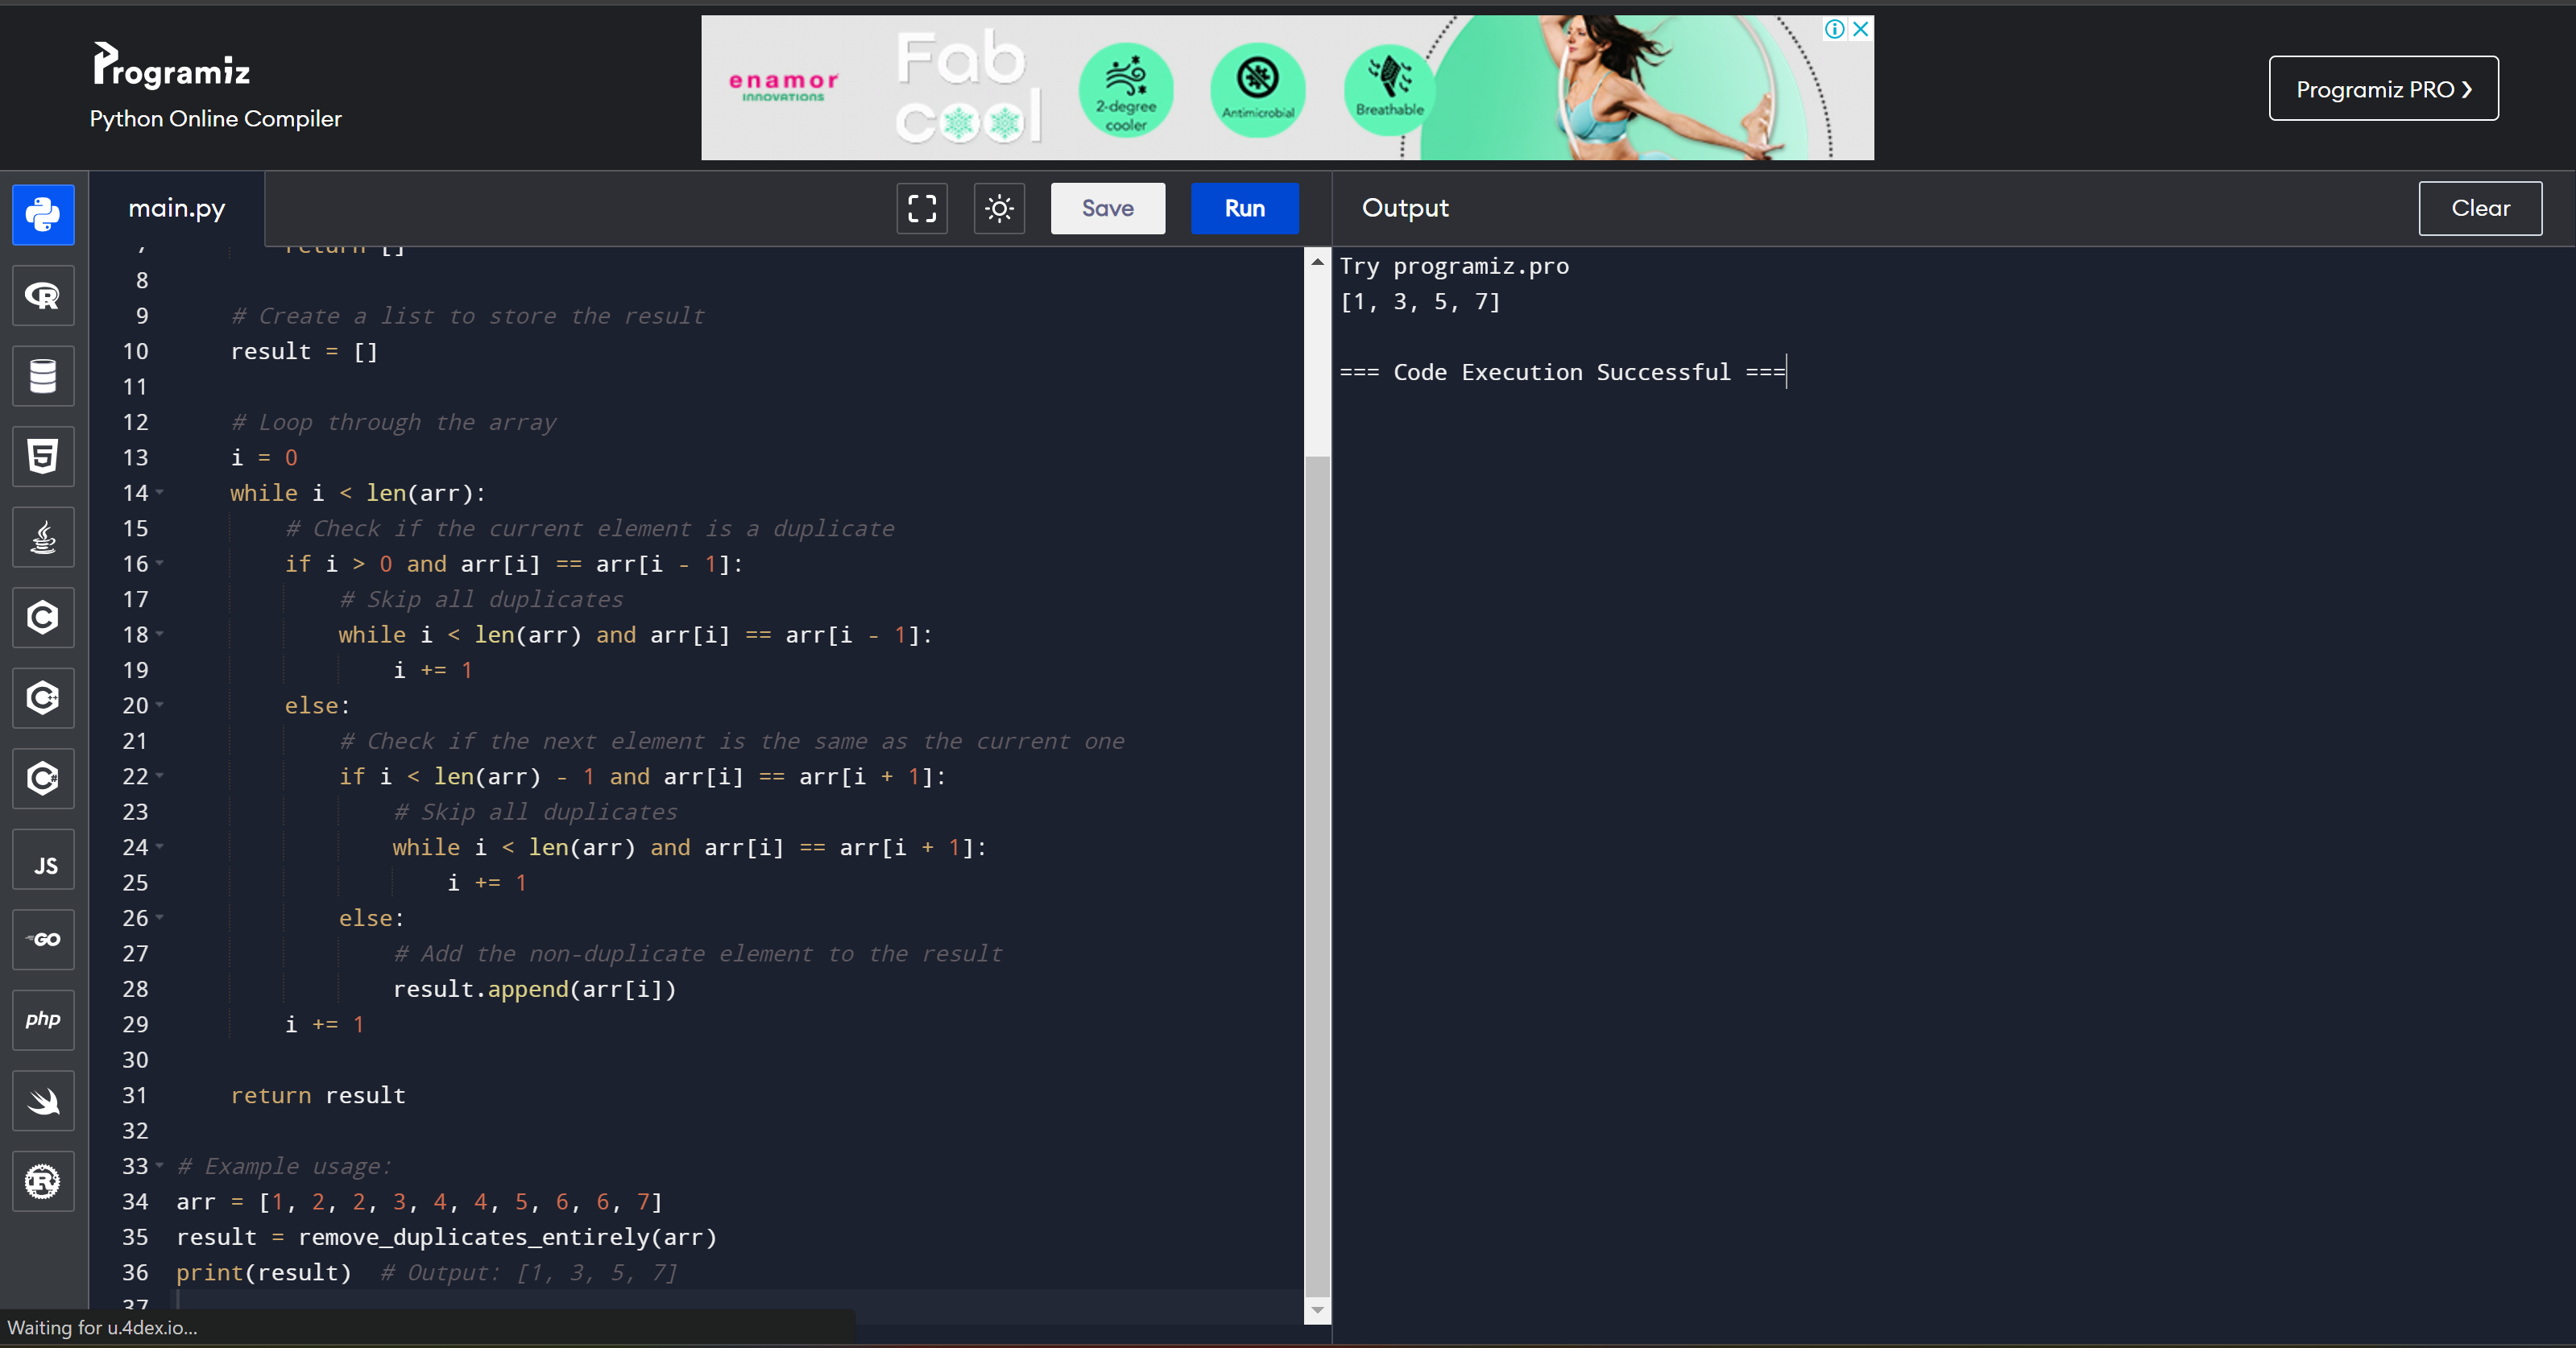 Programiz
Python Online Compiler
enamor
INNOVATIONS
Fab
cool
2-degree
cooler
Antimicrobial
Breathable
Programiz PRO ❯
main.py
Save
Run
Output
Clear
7 return []
8
9 # Create a list to store the result
10 result = []
11
12 # Loop through the array
13 i = 0
14 while i < len(arr):
15 # Check if the current element is a duplicate
16 if i > 0 and arr[i] == arr[i - 1]:
17 # Skip all duplicates
18 while i < len(arr) and arr[i] == arr[i - 1]:
19 i += 1
20 else:
21 # Check if the next element is the same as the current one
22 if i < len(arr) - 1 and arr[i] == arr[i + 1]:
23 # Skip all duplicates
24 while i < len(arr) and arr[i] == arr[i + 1]:
25 i += 1
26 else:
27 # Add the non-duplicate element to the result
28 result.append(arr[i])
29 i += 1
30
31 return result
32
33 # Example usage:
34 arr = [1, 2, 2, 3, 4, 4, 5, 6, 6, 7]
35 result = remove_duplicates_entirely(arr)
36 print(result) # Output: [1, 3, 5, 7]
37
Try programiz.pro
[1, 3, 5, 7]
=== Code Execution Successful ===
R
5
C
C++
C#
JS
GO
php
R
Waiting for u.4dex.io...